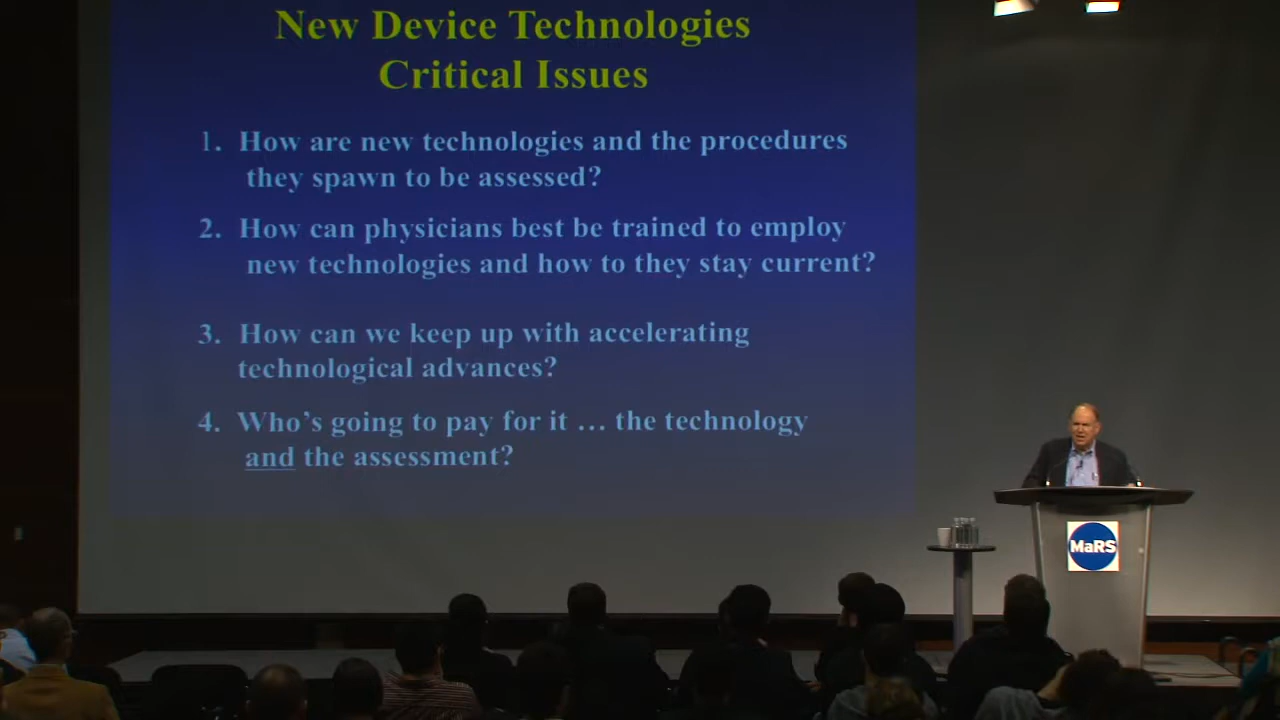 New Device Technologies
Critical Issues
1. How are new technologies and the procedures
they spawn to be assessed?
2. How can physicians best be trained to employ
new technologies and how to they stay current?
3. How can we keep up with accelerating
technological advances?
4. Who's going to pay for it … the technology
and the assessment?
MaRS